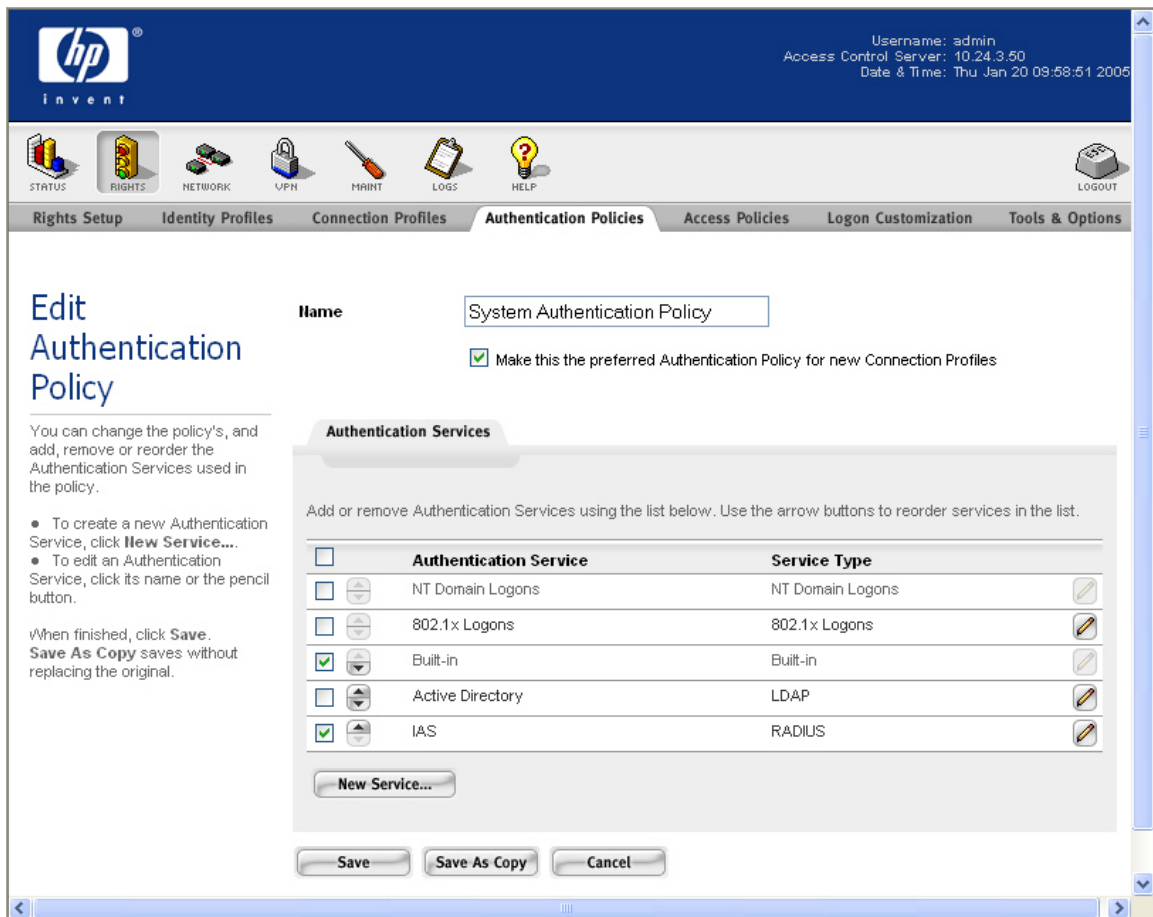 hp
®
invent
Username: admin
Access Control Server: 10.24.3.50
Date & Time: Thu Jan 20 09:58:51 2005
STATUS RIGHTS NETWORK VPN MAINT LOGS HELP LOGOUT
Rights Setup Identity Profiles Connection Profiles Authentication Policies Access Policies Logon Customization Tools & Options
Edit
Authentication
Policy
You can change the policy's, and
add, remove or reorder the
Authentication Services used in
the policy.
● To create a new Authentication
Service, click New Service....
● To edit an Authentication
Service, click its name or the pencil
button.
When finished, click Save.
Save As Copy saves without
replacing the original.
Name System Authentication Policy
Make this the preferred Authentication Policy for new Connection Profiles
Authentication Services
Add or remove Authentication Services using the list below. Use the arrow buttons to reorder services in the list.
Authentication Service Service Type
NT Domain Logons NT Domain Logons
802.1x Logons 802.1x Logons
Built-in Built-in
Active Directory LDAP
IAS RADIUS
New Service...
Save Save As Copy Cancel